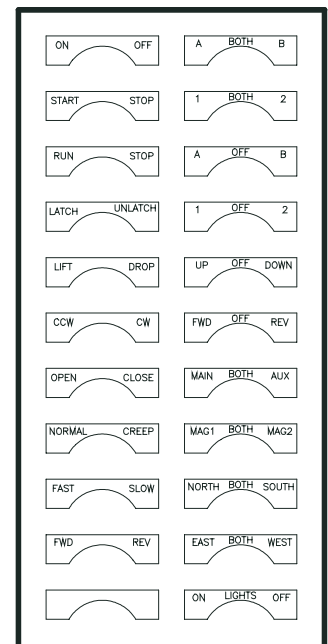 ON OFF A BOTH B
START STOP 1 BOTH 2
RUN STOP A OFF B
LATCH UNLATCH 1 OFF 2
LIFT DROP UP OFF DOWN
CCW CW FWD OFF REV
OPEN CLOSE MAIN BOTH AUX
NORMAL CREEP MAG1 BOTH MAG2
FAST SLOW NORTH BOTH SOUTH
FWD REV EAST BOTH WEST
ON LIGHTS OFF